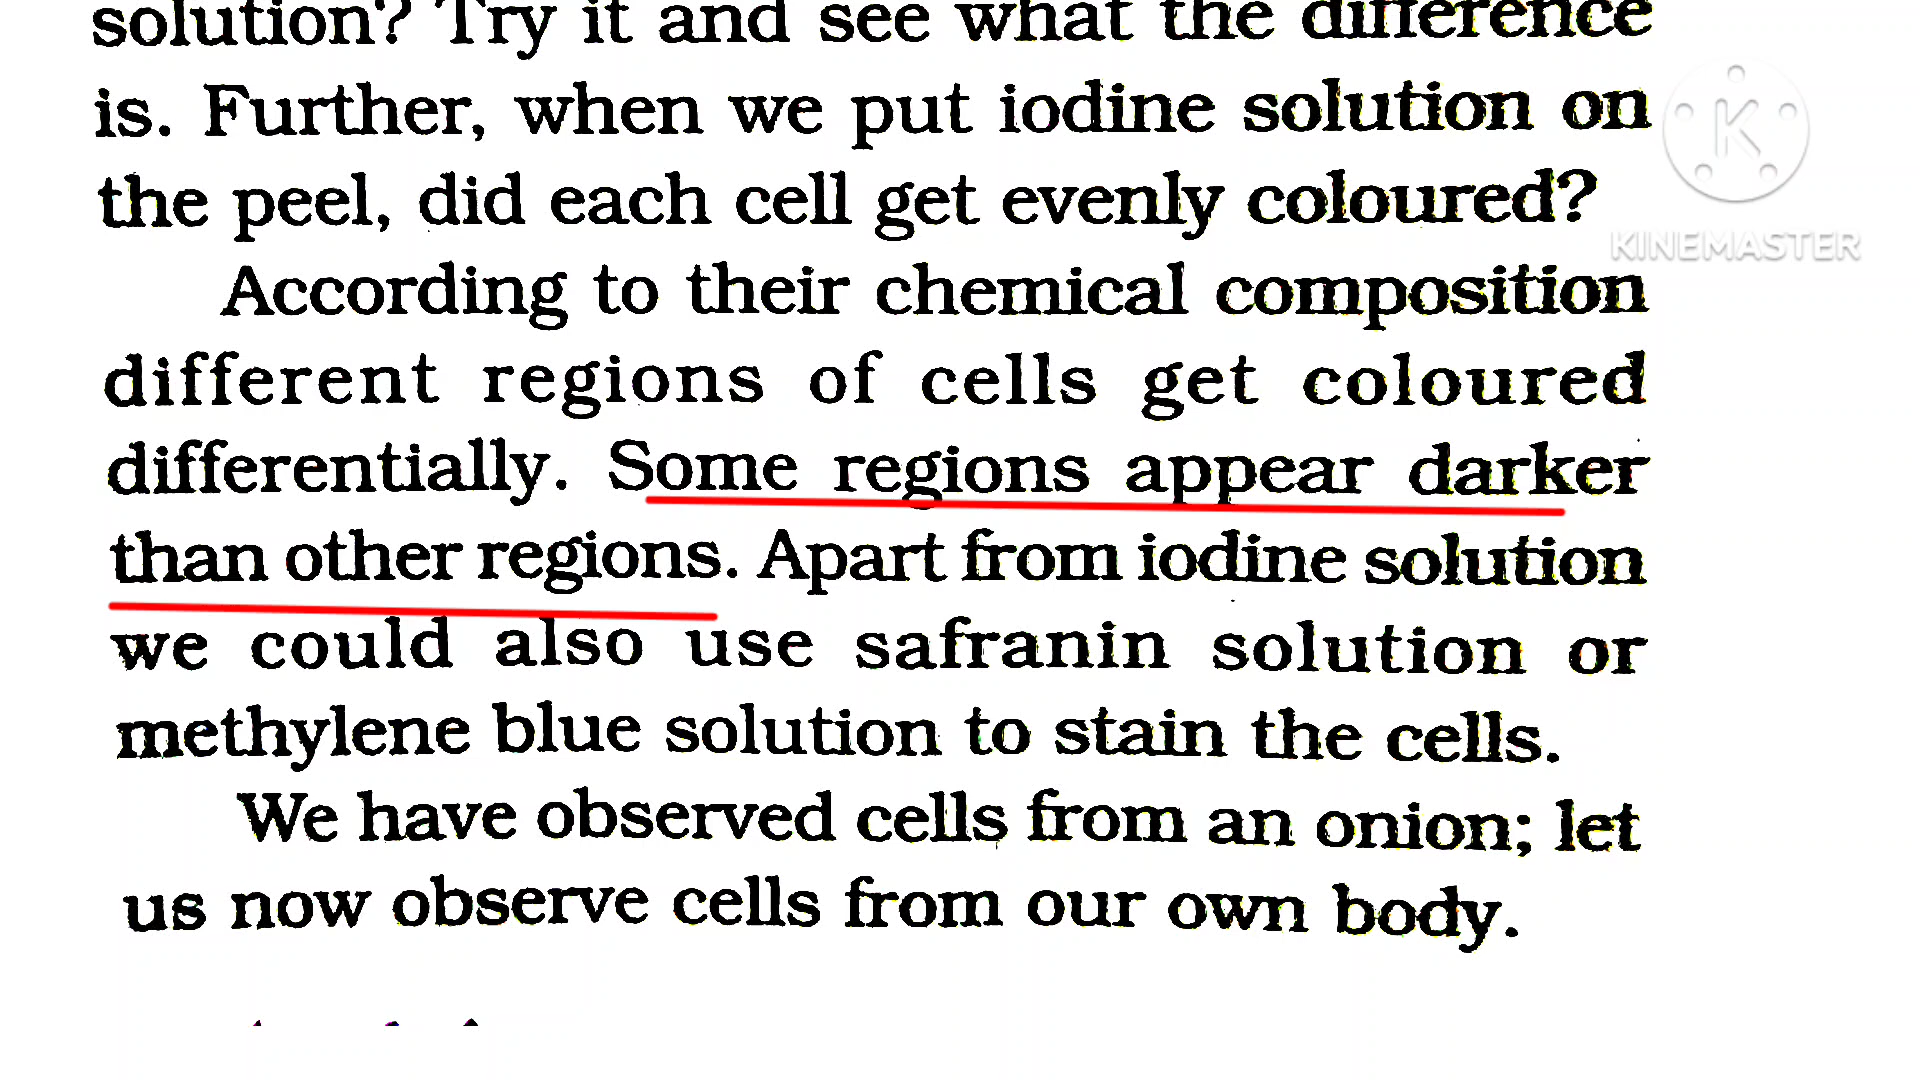 solution? Try it and see what the difference
is. Further, when we put iodine solution on
the peel, did each cell get evenly coloured?
According to their chemical composition
different regions of cells get coloured
differentially. Some regions appear darker
than other regions. Apart from iodine solution
we could also use safranin solution or
methylene blue solution to stain the cells.
We have observed cells from an onion; let
us now observe cells from our own body.
K
KINEMASTER